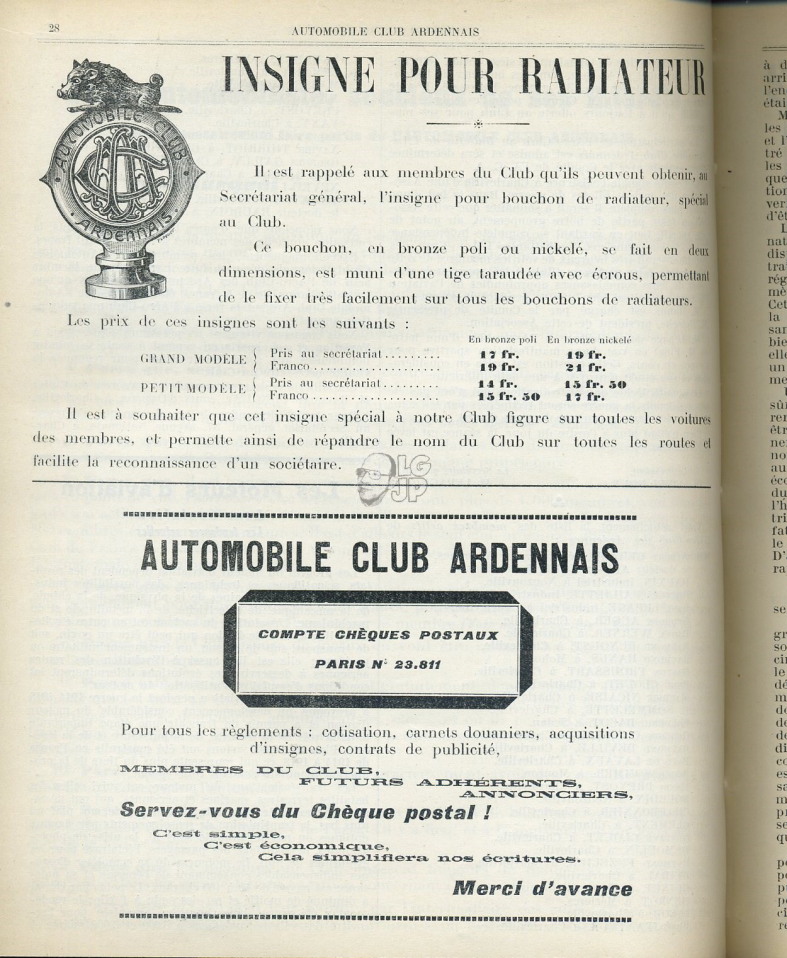 28
AUTOMOBILE CLUB ARDENNAIS
INSIGNE POUR RADIATEUR
AUTOMOBILE CLUB
ARDENNAIS
Il est rappelé aux membres du Club qu'ils peuvent obtenir, au
Secrétariat général, l'insigne pour bouchon de radiateur, spécial
au Club.
Ce bouchon, en bronze poli ou nickelé, se fait en deux
dimensions, est muni d'une tige taraudée avec écrous, permettant
de le fixer très facilement sur tous les bouchons de radiateurs.
Les prix de ces insignes sont les suivants :
En bronze poli En bronze nickelé
GRAND MODÈLE { Pris au secrétariat......... 17 fr. 19 fr.
Franco .................... 19 fr. 21 fr.
PETIT MODÈLE { Pris au secrétariat......... 14 fr. 15 fr. 50
Franco .................... 15 fr. 50 17 fr.
Il est à souhaiter que cet insigne spécial à notre Club figure sur toutes les voitures
des membres, et permette ainsi de répandre le nom du Club sur toutes les routes et
facilite la reconnaissance d'un sociétaire.
LG
JP
AUTOMOBILE CLUB ARDENNAIS
COMPTE CHÈQUES POSTAUX
PARIS N° 23.811
Pour tous les règlements : cotisation, carnets douaniers, acquisitions
d'insignes, contrats de publicité,
MEMBRES DU CLUB,
FUTURS ADHÉRENTS,
ANNONCIERS,
Servez-vous du Chèque postal !
C'est simple,
C'est économique,
Cela simplifiera nos écritures.
Merci d'avance